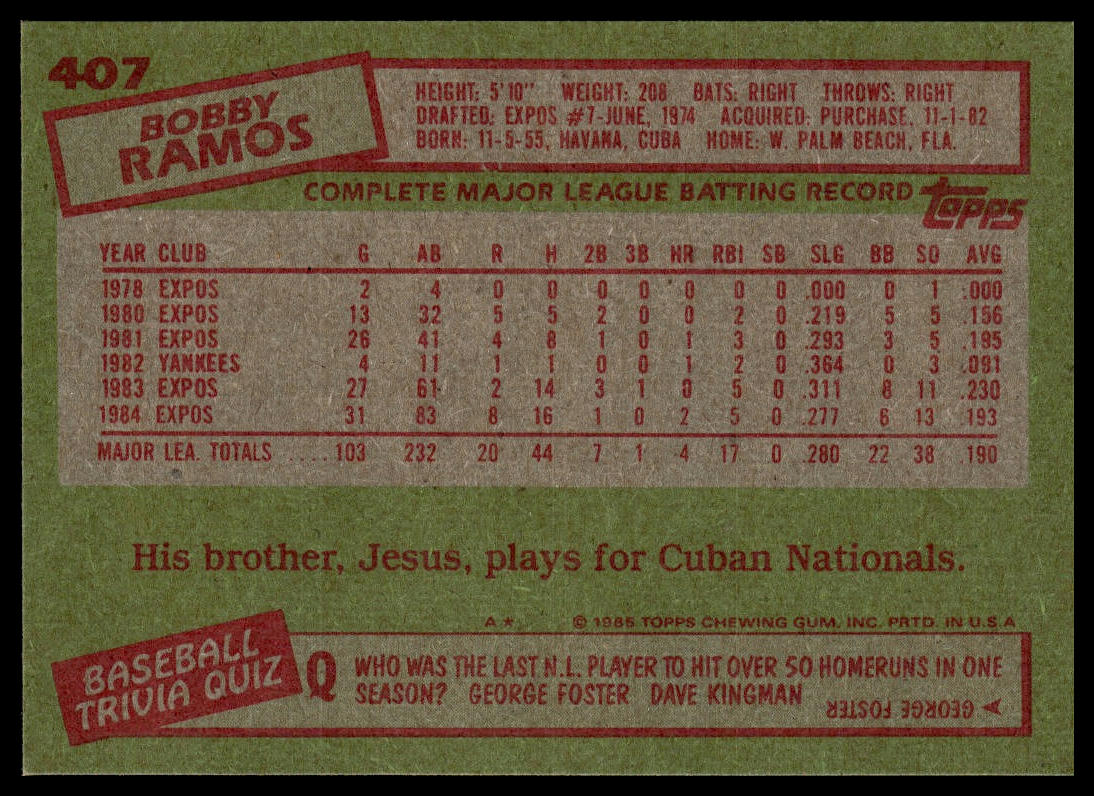 407
BOBBY
RAMOS
HEIGHT: 5'10" WEIGHT: 208 BATS: RIGHT THROWS: RIGHT
DRAFTED: EXPOS #7-JUNE, 1974 ACQUIRED: PURCHASE, 11-1-82
BORN: 11-5-55, HAVANA, CUBA HOME: W. PALM BEACH, FLA.
COMPLETE MAJOR LEAGUE BATTING RECORD
topps
YEAR CLUB G AB R H 2B 3B HR RBI SB SLG BB SO AVG
1978 EXPOS 2 4 0 0 0 0 0 0 0 .000 0 1 .000
1980 EXPOS 13 32 5 5 2 0 0 2 0 .219 5 5 .156
1981 EXPOS 26 41 4 8 1 0 1 3 0 .293 3 5 .195
1982 YANKEES 4 11 1 1 0 0 1 2 0 .364 0 3 .091
1983 EXPOS 27 61 2 14 3 1 0 5 0 .311 8 11 .230
1984 EXPOS 31 83 8 16 1 0 2 5 0 .277 6 13 .193
MAJOR LEA. TOTALS ..... 103 232 20 44 7 1 4 17 0 .280 22 38 .190
His brother, Jesus, plays for Cuban Nationals.
A* © 1985 TOPPS CHEWING GUM, INC. PRTD. IN U.S.A
BASEBALL
TRIVIA QUIZ
Q WHO WAS THE LAST N.L. PLAYER TO HIT OVER 50 HOMERUNS IN ONE
SEASON? GEORGE FOSTER DAVE KINGMAN
A GEORGE FOSTER